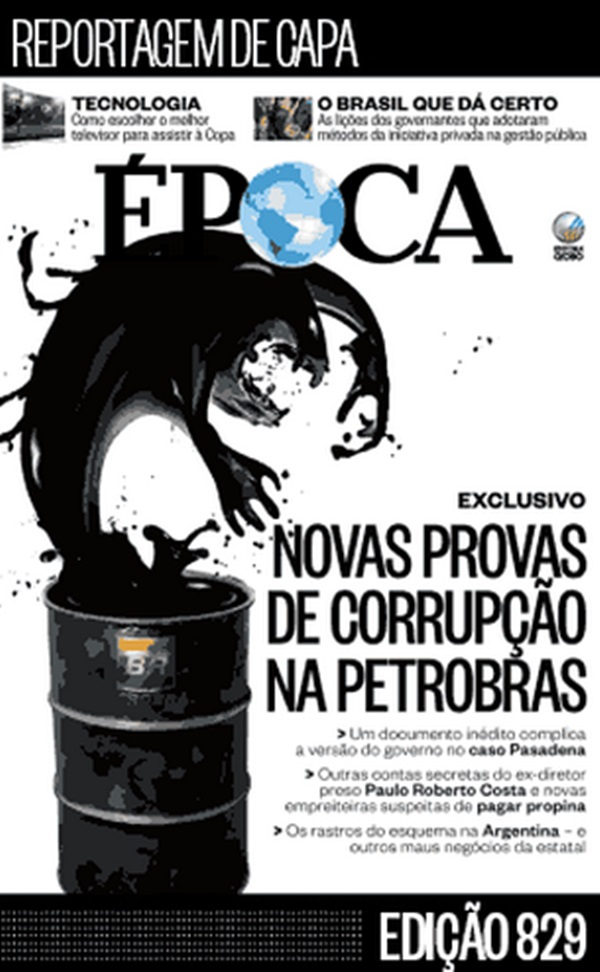 REPORTAGEM DE CAPA
TECNOLOGIA
Como escolher o melhor
televisor para assistir à Copa
O BRASIL QUE DÁ CERTO
As lições dos governantes que adotaram
métodos da iniciativa privada na gestão pública
ÉPOCA
EDITORA
GLOBO
EXCLUSIVO
NOVAS PROVAS
DE CORRUPÇÃO
NA PETROBRAS
> Um documento inédito complica
a versão do governo no caso Pasadena
> Outras contas secretas do ex-diretor
preso Paulo Roberto Costa e novas
empreiteiras suspeitas de pagar propina
> Os rastros do esquema na Argentina – e
outros maus negócios da estatal
BR
EDIÇÃO 829